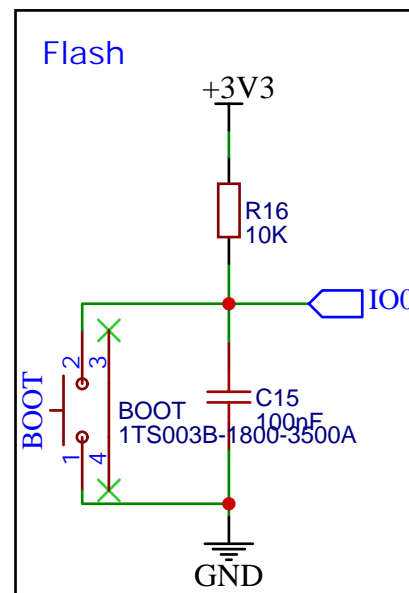 Flash
+3V3
R16
10K
IO0
2
3
BOOT
C15
100nF
BOOT
1TS003B-1800-3500A
1
4
GND